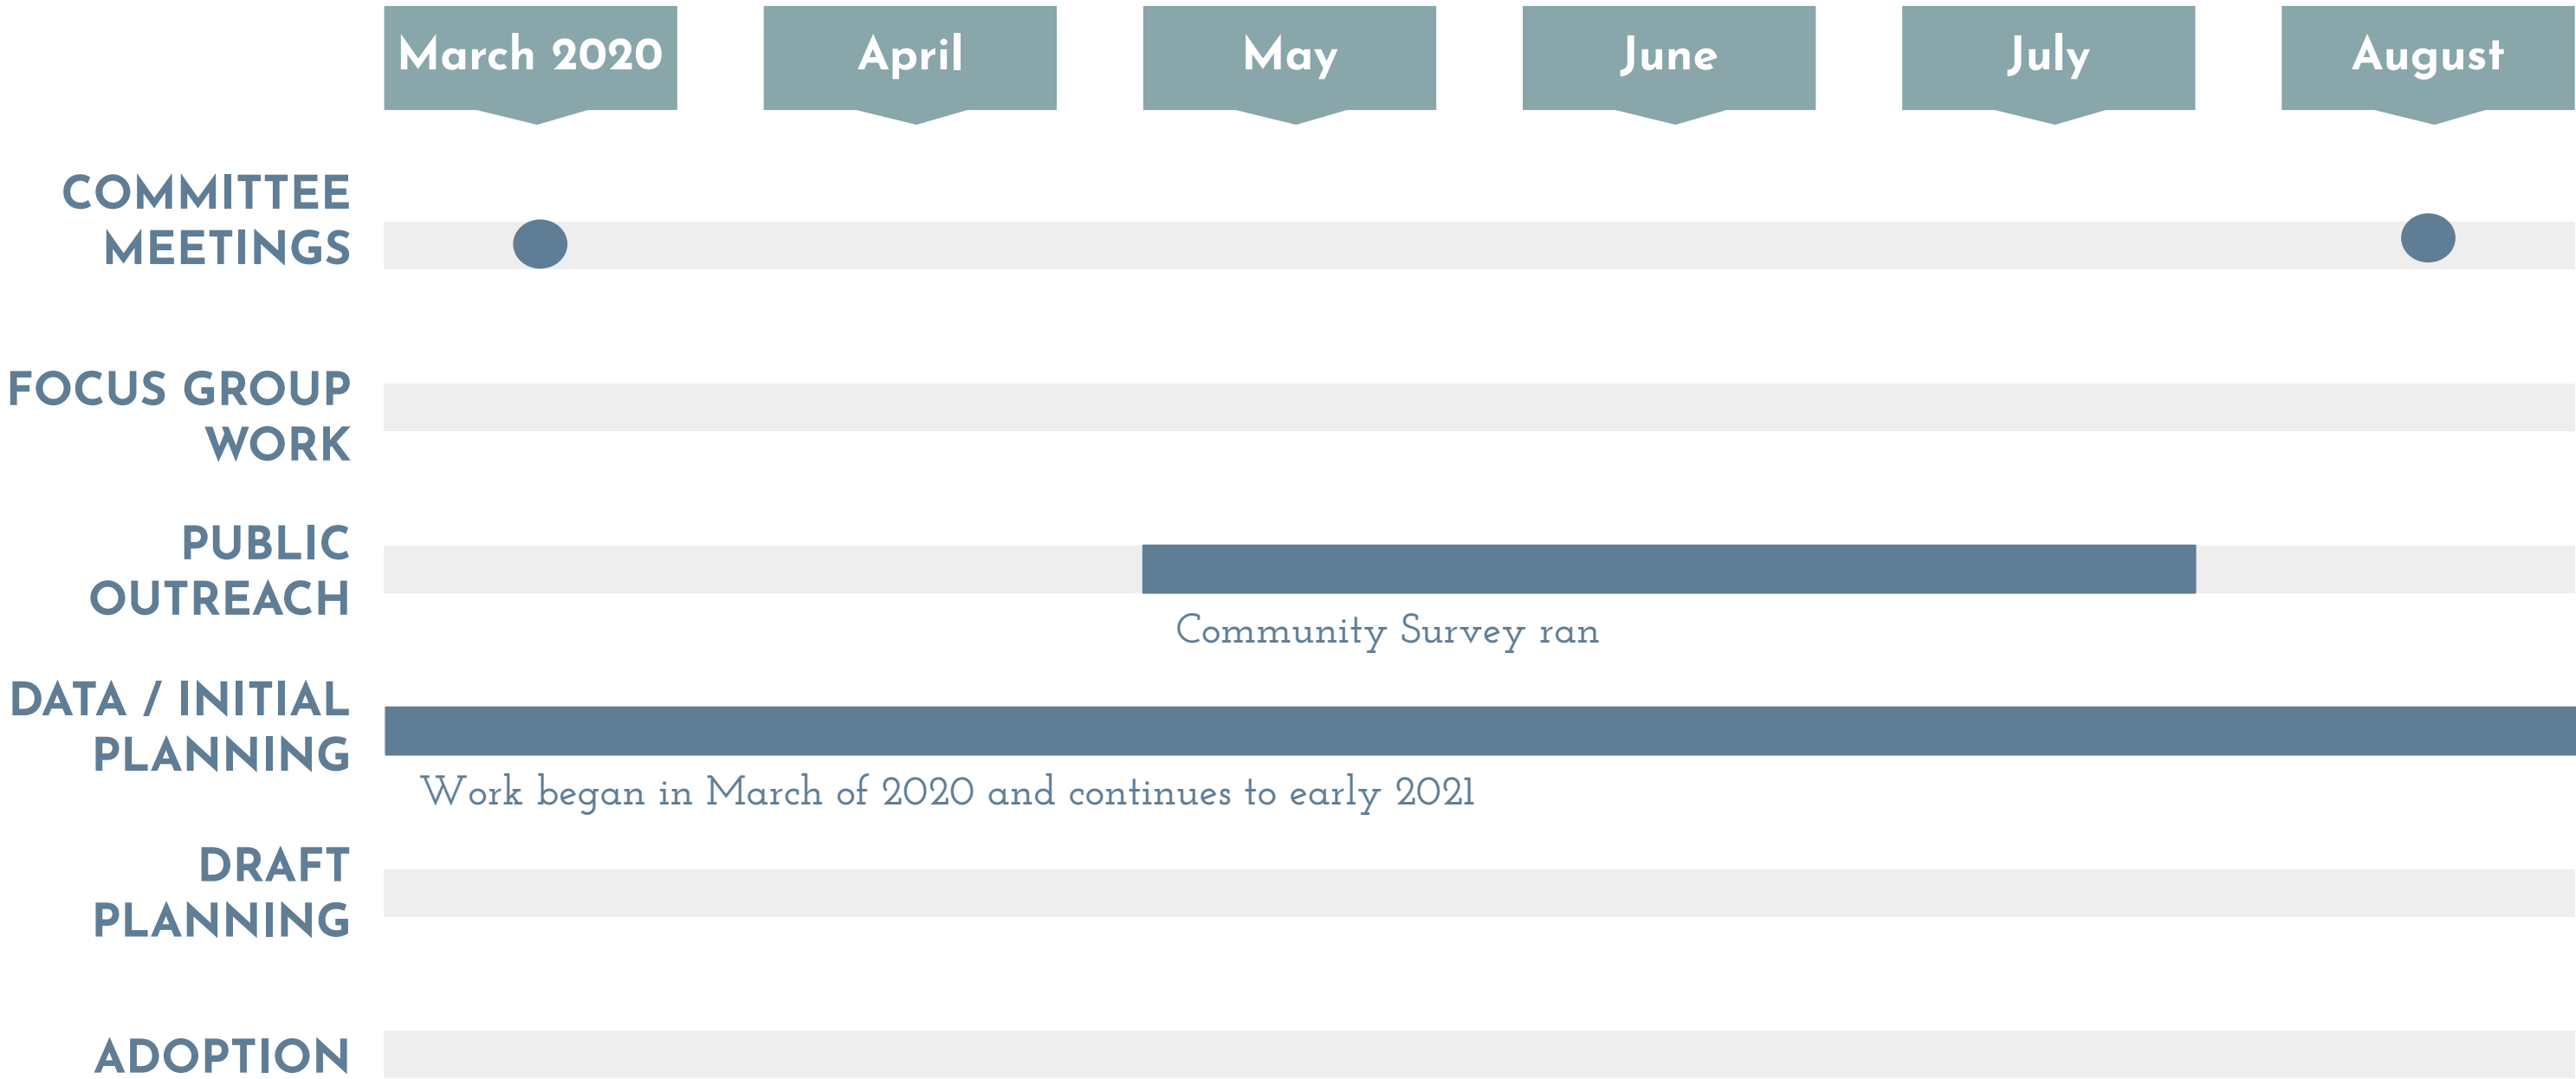 March 2020
April
May
June
July
August
COMMITTEE
MEETINGS
FOCUS GROUP
WORK
PUBLIC
OUTREACH
Community Survey ran
DATA / INITIAL
PLANNING
Work began in March of 2020 and continues to early 2021
DRAFT
PLANNING
ADOPTION